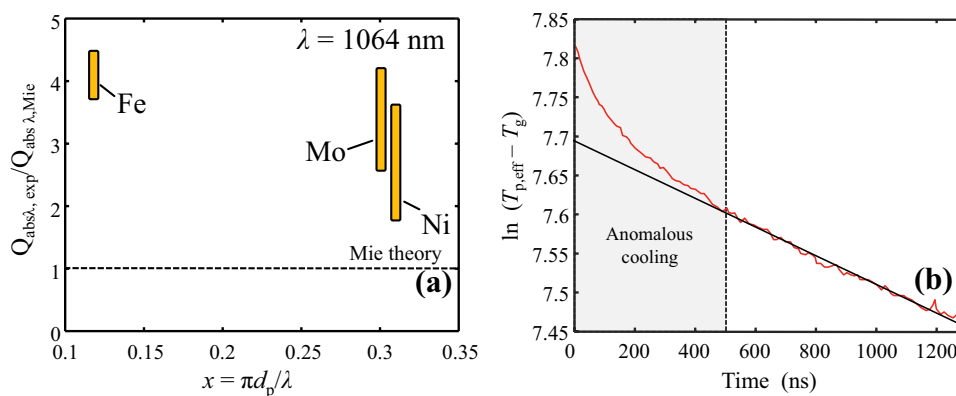 5
4
3
2
1
0
Q_absλ, exp/Q_abs λ,Mie
λ = 1064 nm
Fe
Mo
Ni
Mie theory
(a)
0.1 0.15 0.2 0.25 0.3 0.35
x = πd_p/λ
7.85
7.8
7.75
7.7
7.65
7.6
7.55
7.5
7.45
ln (T_p,eff − T_g)
Anomalous
cooling
(b)
0 200 400 600 800 1000 1200
Time (ns)